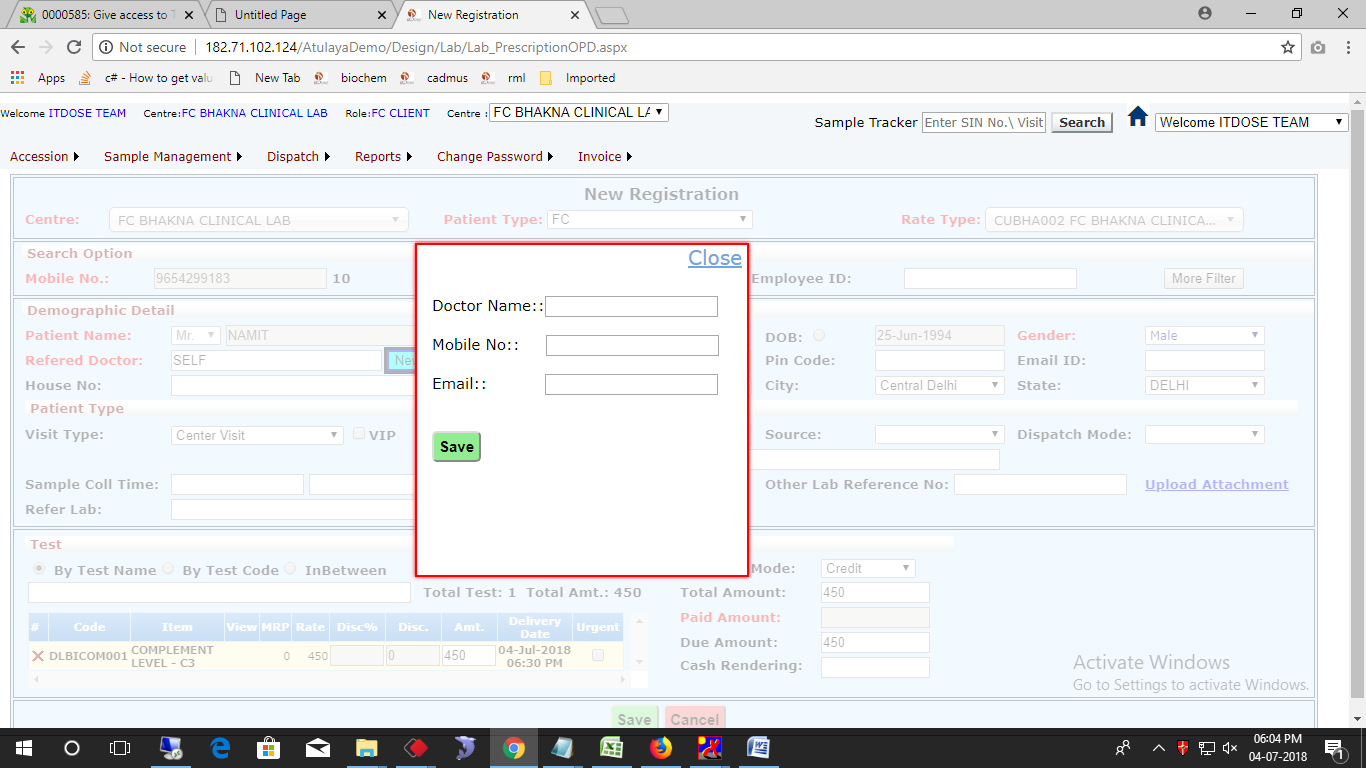 0000585: Give access to T
Untitled Page
New Registration
Not secure 182.71.102.124/AtulayaDemo/Design/Lab/Lab_PrescriptionOPD.aspx
Apps c# - How to get valu New Tab biochem cadmus rml Imported
Welcome ITDOSE TEAM Centre:FC BHAKNA CLINICAL LAB Role:FC CLIENT Centre : FC BHAKNA CLINICAL LA
Sample Tracker Enter SIN No.\ Visit Search Welcome ITDOSE TEAM
Accession Sample Management Dispatch Reports Change Password Invoice
New Registration
Centre: FC BHAKNA CLINICAL LAB Patient Type: FC Rate Type: CUBHA002 FC BHAKNA CLINICA...
Search Option
Mobile No.: 9654299183 10 Employee ID: More Filter
Close
Doctor Name::
Mobile No::
Email::
Save
Demographic Detail
Patient Name: Mr. NAMIT DOB: 25-Jun-1994 Gender: Male
Refered Doctor: SELF Pin Code: Email ID:
House No: City: Central Delhi State: DELHI
Patient Type
Visit Type: Center Visit VIP Source: Dispatch Mode:
Sample Coll Time: Other Lab Reference No: Upload Attachment
Refer Lab:
Test
By Test Name By Test Code InBetween Mode: Credit
Total Test: 1 Total Amt.: 450 Total Amount: 450
Paid Amount:
# Code Item View MRP Rate Disc% Disc. Amt. Delivery Date Urgent
Due Amount: 450
DLBICOM001 COMPLEMENT LEVEL - C3 0 450 0 450 04-Jul-2018 06:30 PM
Cash Rendering:
Activate Windows
Go to Settings to activate Windows.
Save Cancel
06:04 PM
04-07-2018
1